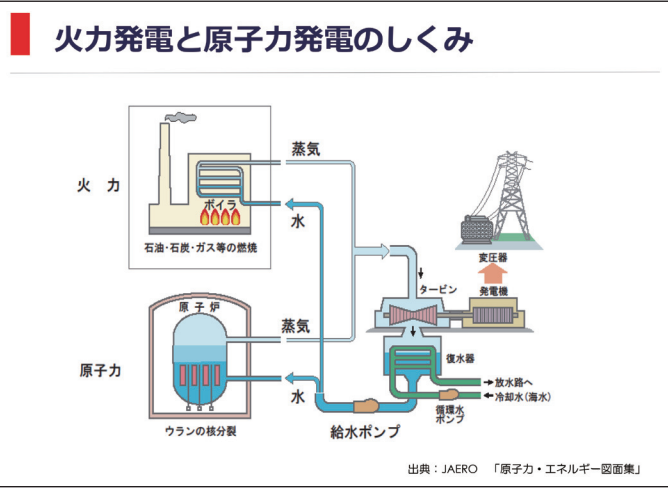 火力発電と原子力発電のしくみ
蒸気
火 力
ボイラ
水
石油・石炭・ガス等の燃焼
変圧器
タービン
発電機
原子炉
蒸気
復水器
原子力
放水路へ
水
冷却水(海水)
循環水
ポンプ
ウランの核分裂
給水ポンプ
出典:JAERO 「原子力・エネルギー図面集」